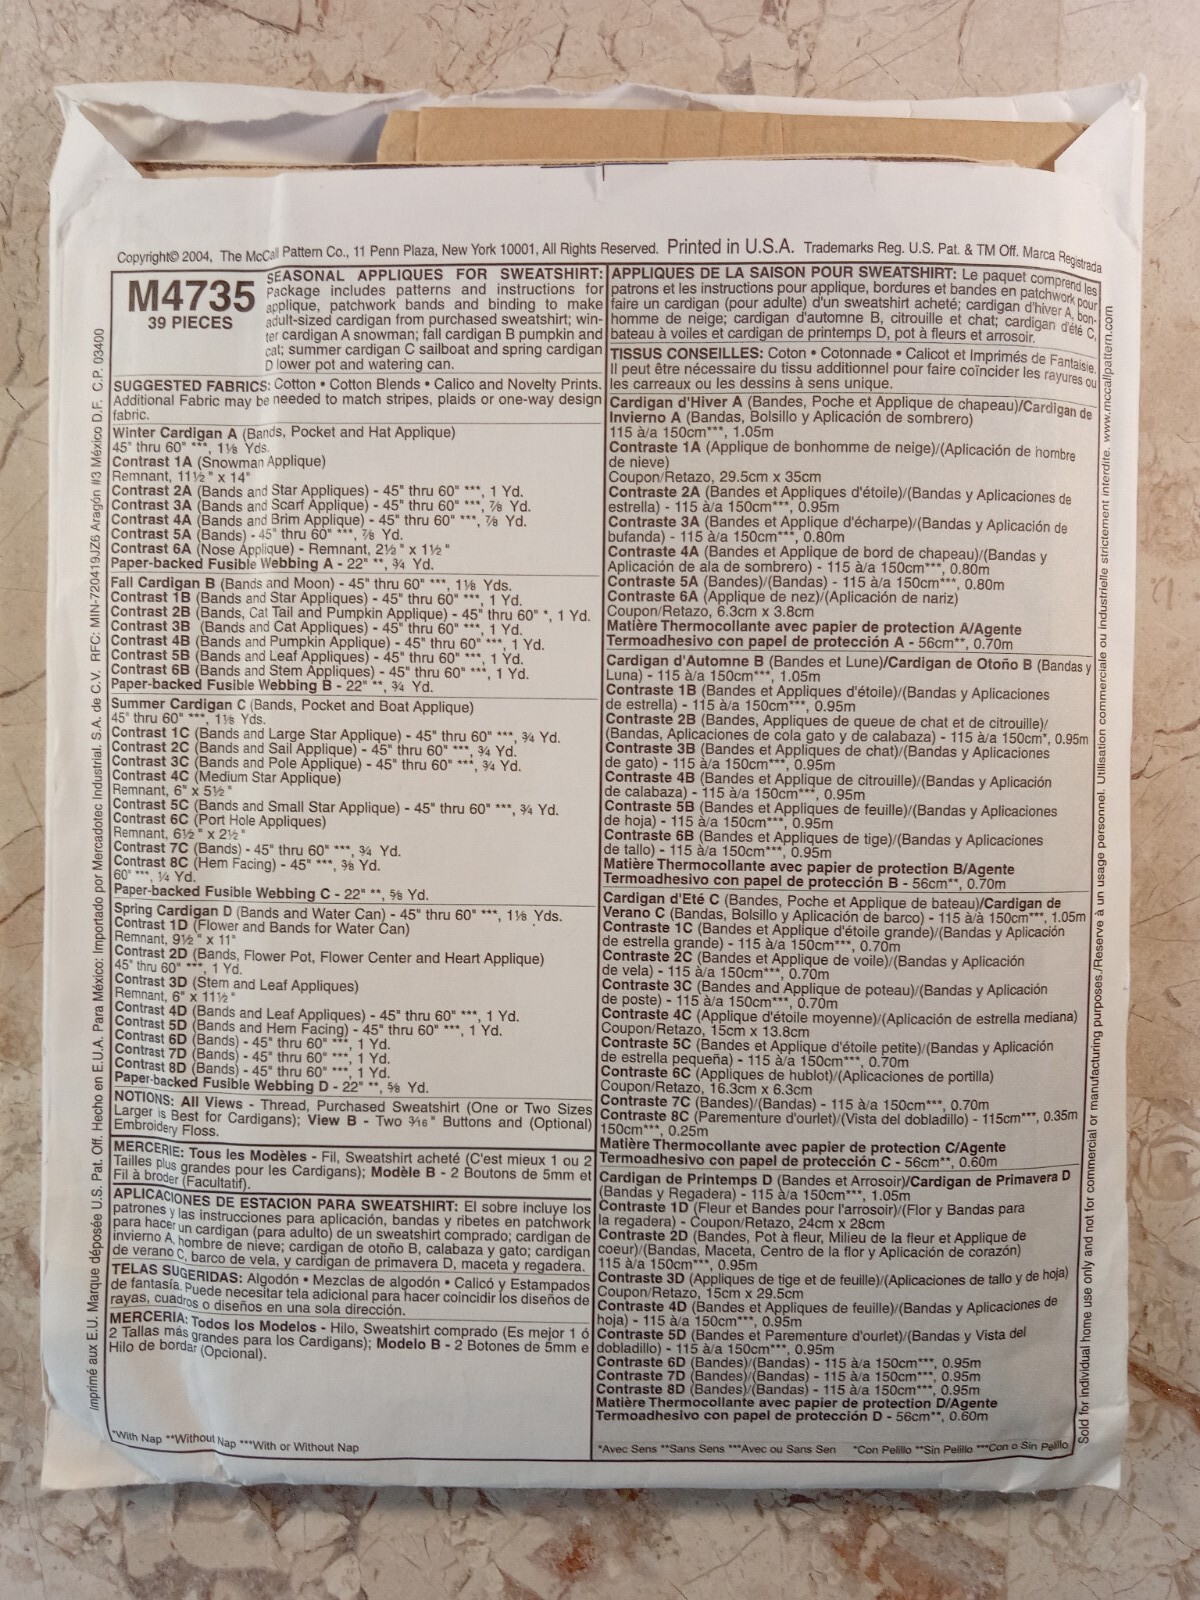 Copyright© 2004, The McCall Pattern Co., 11 Penn Plaza, New York 10001, All Rights Reserved. Printed in U.S.A. Trademarks Reg. U.S. Pat. & TM Off. Marca Registrada
M4735
39 PIECES
SEASONAL APPLIQUES FOR SWEATSHIRT:
Package includes patterns and instructions for
applique, patchwork bands and binding to make
adult-sized cardigan from purchased sweatshirt; win-
ter cardigan A snowman; fall cardigan B pumpkin and
cat; summer cardigan C sailboat and spring cardigan
D lower pot and watering can.
SUGGESTED FABRICS: Cotton • Cotton Blends • Calico and Novelty Prints.
Additional Fabric may be needed to match stripes, plaids or one-way design
fabric.
Winter Cardigan A (Bands, Pocket and Hat Applique)
45" thru 60" ***, 1⅛ Yds.
Contrast 1A (Snowman Applique)
Remnant, 11½" x 14"
Contrast 2A (Bands and Star Appliques) - 45" thru 60" ***, 1 Yd.
Contrast 3A (Bands and Scarf Applique) - 45" thru 60" ***, ⅞ Yd.
Contrast 4A (Bands and Brim Applique) - 45" thru 60" ***, ⅞ Yd.
Contrast 5A (Bands) - 45" thru 60" ***, ⅞ Yd.
Contrast 6A (Nose Applique) - Remnant, 2½" x 1½"
Paper-backed Fusible Webbing A - 22" **, ¾ Yd.
Fall Cardigan B (Bands and Moon) - 45" thru 60" ***, 1⅛ Yds.
Contrast 1B (Bands and Star Appliques) - 45" thru 60" ***, 1 Yd.
Contrast 2B (Bands, Cat Tail and Pumpkin Applique) - 45" thru 60" *, 1 Yd.
Contrast 3B (Bands and Cat Appliques) - 45" thru 60" ***, 1 Yd.
Contrast 4B (Bands and Pumpkin Applique) - 45" thru 60" ***, 1 Yd.
Contrast 5B (Bands and Leaf Appliques) - 45" thru 60" ***, 1 Yd.
Contrast 6B (Bands and Stem Appliques) - 45" thru 60" ***, 1 Yd.
Paper-backed Fusible Webbing B - 22" **, ¾ Yd.
Summer Cardigan C (Bands, Pocket and Boat Applique)
45" thru 60" ***, 1⅛ Yds.
Contrast 1C (Bands and Large Star Applique) - 45" thru 60" ***, ¾ Yd.
Contrast 2C (Bands and Sail Applique) - 45" thru 60" ***, ¾ Yd.
Contrast 3C (Bands and Pole Applique) - 45" thru 60" ***, ¾ Yd.
Contrast 4C (Medium Star Applique)
Remnant, 6" x 5½"
Contrast 5C (Bands and Small Star Applique) - 45" thru 60" ***, ¾ Yd.
Contrast 6C (Port Hole Appliques)
Remnant, 6½" x 2½"
Contrast 7C (Bands) - 45" thru 60" ***, ¾ Yd.
Contrast 8C (Hem Facing) - 45" ***, ⅜ Yd.
60" ***, ¼ Yd.
Paper-backed Fusible Webbing C - 22" **, ⅝ Yd.
Spring Cardigan D (Bands and Water Can) - 45" thru 60" ***, 1⅛ Yds.
Contrast 1D (Flower and Bands for Water Can)
Remnant, 9½" x 11"
Contrast 2D (Bands, Flower Pot, Flower Center and Heart Applique)
45" thru 60" ***, 1 Yd.
Contrast 3D (Stem and Leaf Appliques)
Remnant, 6" x 11½"
Contrast 4D (Bands and Leaf Appliques) - 45" thru 60" ***, 1 Yd.
Contrast 5D (Bands and Hem Facing) - 45" thru 60" ***, 1 Yd.
Contrast 6D (Bands) - 45" thru 60" ***, 1 Yd.
Contrast 7D (Bands) - 45" thru 60" ***, 1 Yd.
Contrast 8D (Bands) - 45" thru 60" ***, 1 Yd.
Paper-backed Fusible Webbing D - 22" **, ⅝ Yd.
NOTIONS: All Views - Thread, Purchased Sweatshirt (One or Two Sizes
Larger is Best for Cardigans); View B - Two 3/16" Buttons and (Optional)
Embroidery Floss.
MERCERIE: Tous les Modèles - Fil, Sweatshirt acheté (C'est mieux 1 ou 2
Tailles plus grandes pour les Cardigans); Modèle B - 2 Boutons de 5mm et
Fil à broder (Facultatif).
APLICACIONES DE ESTACION PARA SWEATSHIRT: El sobre incluye los
patrones y las instrucciones para aplicación, bandas y ribetes en patchwork
para hacer un cardigan (para adulto) de un sweatshirt comprado; cardigan de
invierno A, hombre de nieve; cardigan de otoño B, calabaza y gato; cardigan
de verano C, barco de vela, y cardigan de primavera D, maceta y regadera.
TELAS SUGERIDAS: Algodón • Mezclas de algodón • Calicó y Estampados
de fantasía. Puede necesitar tela adicional para hacer coincidir los diseños de
rayas, cuadros o diseños en una sola dirección.
MERCERIA: Todos los Modelos - Hilo, Sweatshirt comprado (Es mejor 1 ó
2 Tallas más grandes para los Cardigans); Modelo B - 2 Botones de 5mm e
Hilo de bordar (Opcional).
*With Nap **Without Nap ***With or Without Nap
APPLIQUES DE LA SAISON POUR SWEATSHIRT: Le paquet comprend les
patrons et les instructions pour applique, bordures et bandes en patchwork pour
faire un cardigan (pour adulte) d'un sweatshirt acheté; cardigan d'hiver A, bon-
homme de neige; cardigan d'automne B, citrouille et chat; cardigan d'été C,
bateau à voiles et cardigan de printemps D, pot à fleurs et arrosoir.
TISSUS CONSEILLES: Coton • Cotonnade • Calicot et Imprimés de Fantaisie.
Il peut être nécessaire du tissu additionnel pour faire coïncider les rayures ou
les carreaux ou les dessins à sens unique.
Cardigan d'Hiver A (Bandes, Poche et Applique de chapeau)/Cardigan de
Invierno A (Bandas, Bolsillo y Aplicación de sombrero)
115 à/a 150cm***, 1.05m
Contraste 1A (Applique de bonhomme de neige)/(Aplicación de hombre
de nieve)
Coupon/Retazo, 29.5cm x 35cm
Contraste 2A (Bandes et Appliques d'étoile)/(Bandas y Aplicaciones de
estrella) - 115 à/a 150cm***, 0.95m
Contraste 3A (Bandes et Applique d'écharpe)/(Bandas y Aplicación de
bufanda) - 115 à/a 150cm***, 0.80m
Contraste 4A (Bandes et Applique de bord de chapeau)/(Bandas y
Aplicación de ala de sombrero) - 115 à/a 150cm***, 0.80m
Contraste 5A (Bandes)/(Bandas) - 115 à/a 150cm***, 0.80m
Contraste 6A (Applique de nez)/(Aplicación de nariz)
Coupon/Retazo, 6.3cm x 3.8cm
Matière Thermocollante avec papier de protection A/Agente
Termoadhesivo con papel de protección A - 56cm**, 0.70m
Cardigan d'Automne B (Bandes et Lune)/Cardigan de Otoño B (Bandas y
Luna) - 115 à/a 150cm***, 1.05m
Contraste 1B (Bandes et Appliques d'étoile)/(Bandas y Aplicaciones
de estrella) - 115 à/a 150cm***, 0.95m
Contraste 2B (Bandes, Appliques de queue de chat et de citrouille)/
(Bandas, Aplicaciones de cola gato y de calabaza) - 115 à/a 150cm*, 0.95m
Contraste 3B (Bandes et Appliques de chat)/(Bandas y Aplicaciones
de gato) - 115 à/a 150cm***, 0.95m
Contraste 4B (Bandes et Applique de citrouille)/(Bandas y Aplicación
de calabaza) - 115 à/a 150cm***, 0.95m
Contraste 5B (Bandes et Appliques de feuille)/(Bandas y Aplicaciones
de hoja) - 115 à/a 150cm***, 0.95m
Contraste 6B (Bandes et Appliques de tige)/(Bandas y Aplicaciones
de tallo) - 115 à/a 150cm***, 0.95m
Matière Thermocollante avec papier de protection B/Agente
Termoadhesivo con papel de protección B - 56cm**, 0.70m
Cardigan d'Eté C (Bandes, Poche et Applique de bateau)/Cardigan de
Verano C (Bandas, Bolsillo y Aplicación de barco) - 115 à/a 150cm***, 1.05m
Contraste 1C (Bandes et Applique d'étoile grande)/(Bandas y Aplicación
de estrella grande) - 115 à/a 150cm***, 0.70m
Contraste 2C (Bandes et Applique de voile)/(Bandas y Aplicación
de vela) - 115 à/a 150cm***, 0.70m
Contraste 3C (Bandes and Applique de poteau)/(Bandas y Aplicación
de poste) - 115 à/a 150cm***, 0.70m
Contraste 4C (Applique d'étoile moyenne)/(Aplicación de estrella mediana)
Coupon/Retazo, 15cm x 13.8cm
Contraste 5C (Bandes et Applique d'étoile petite)/(Bandas y Aplicación
de estrella pequeña) - 115 à/a 150cm***, 0.70m
Contraste 6C (Appliques de hublot)/(Aplicaciones de portilla)
Coupon/Retazo, 16.3cm x 6.3cm
Contraste 7C (Bandes)/(Bandas) - 115 à/a 150cm***, 0.70m
Contraste 8C (Parementure d'ourlet)/(Vista del dobladillo) - 115cm***, 0.35m
150cm***, 0.25m
Matière Thermocollante avec papier de protection C/Agente
Termoadhesivo con papel de protección C - 56cm**, 0.60m
Cardigan de Printemps D (Bandes et Arrosoir)/Cardigan de Primavera D
(Bandas y Regadera) - 115 à/a 150cm***, 1.05m
Contraste 1D (Fleur et Bandes pour l'arrosoir)/(Flor y Bandas para
la regadera) - Coupon/Retazo, 24cm x 28cm
Contraste 2D (Bandes, Pot à fleur, Milieu de la fleur et Applique de
coeur)/(Bandas, Maceta, Centro de la flor y Aplicación de corazón)
115 à/a 150cm***, 0.95m
Contraste 3D (Appliques de tige et de feuille)/(Aplicaciones de tallo y de hoja)
Coupon/Retazo, 15cm x 29.5cm
Contraste 4D (Bandes et Appliques de feuille)/(Bandas y Aplicaciones de
hoja) - 115 à/a 150cm***, 0.95m
Contraste 5D (Bandes et Parementure d'ourlet)/(Bandas y Vista del
dobladillo) - 115 à/a 150cm***, 0.95m
Contraste 6D (Bandes)/(Bandas) - 115 à/a 150cm***, 0.95m
Contraste 7D (Bandes)/(Bandas) - 115 à/a 150cm***, 0.95m
Contraste 8D (Bandes)/(Bandas) - 115 à/a 150cm***, 0.95m
Matière Thermocollante avec papier de protección D/Agente
Termoadhesivo con papel de protección D - 56cm**, 0.60m
*Avec Sens **Sans Sens ***Avec ou Sans Sen *Con Pelillo **Sin Pelillo ***Con o Sin Pelillo
Imprimé aux E.U. Marque déposée U.S. Pat. Off. Hecho en E.U.A. Para México: Importado por Mercadotec Industrial. S.A. de C.V. RFC: MIN-720419JZ6 Aragón #3 México D.F. C.P. 03400
Sold for individual home use only and not for commercial or manufacturing purposes./Reservé à un usage personnel. Utilisation commerciale ou industrielle strictement interdite. www.mccallpattern.com